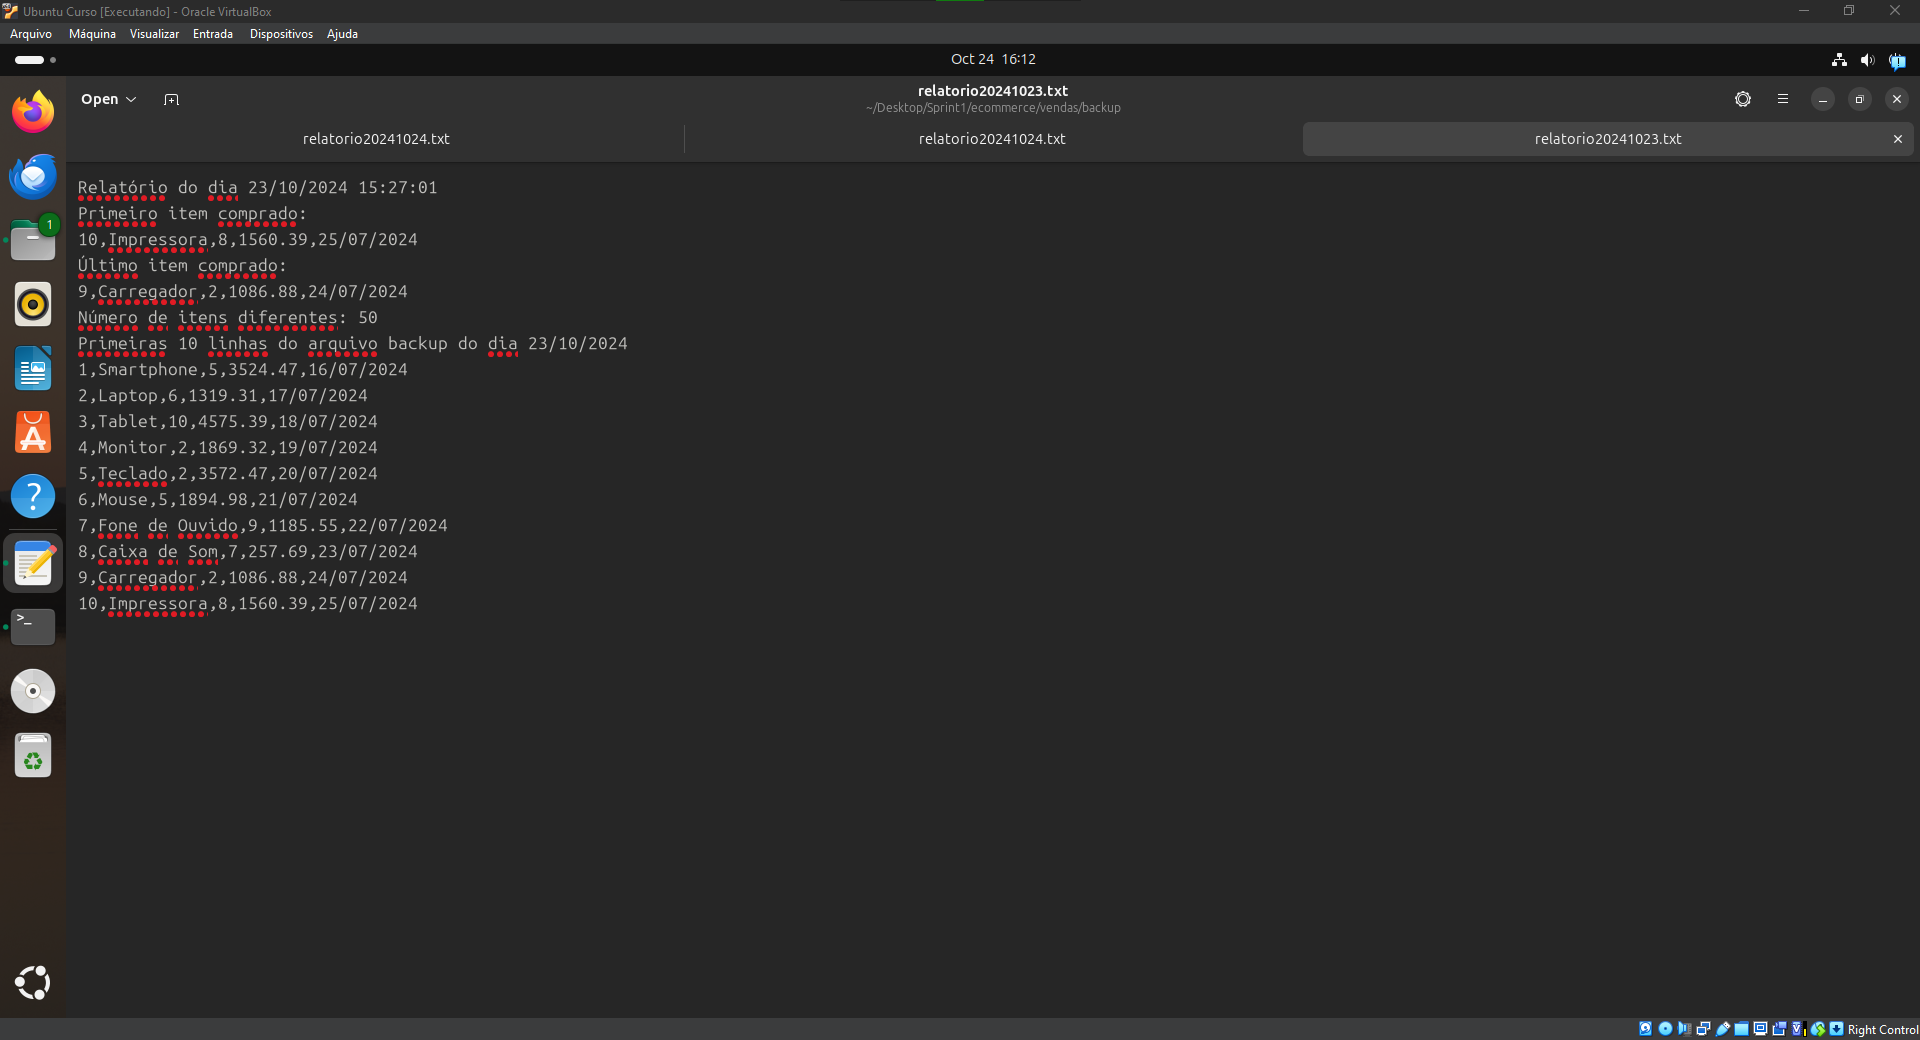 Ubuntu Curso [Executando] - Oracle VirtualBox
Arquivo Máquina Visualizar Entrada Dispositivos Ajuda
Oct 24 16:12
Open
relatorio20241023.txt
~/Desktop/Sprint1/ecommerce/vendas/backup
relatorio20241024.txt
relatorio20241024.txt
relatorio20241023.txt
Relatório do dia 23/10/2024 15:27:01
Primeiro item comprado:
10,Impressora,8,1560.39,25/07/2024
Último item comprado:
9,Carregador,2,1086.88,24/07/2024
Número de itens diferentes: 50
Primeiras 10 linhas do arquivo backup do dia 23/10/2024
1,Smartphone,5,3524.47,16/07/2024
2,Laptop,6,1319.31,17/07/2024
3,Tablet,10,4575.39,18/07/2024
4,Monitor,2,1869.32,19/07/2024
5,Teclado,2,3572.47,20/07/2024
6,Mouse,5,1894.98,21/07/2024
7,Fone de Ouvido,9,1185.55,22/07/2024
8,Caixa de Som,7,257.69,23/07/2024
9,Carregador,2,1086.88,24/07/2024
10,Impressora,8,1560.39,25/07/2024
1
Right Control